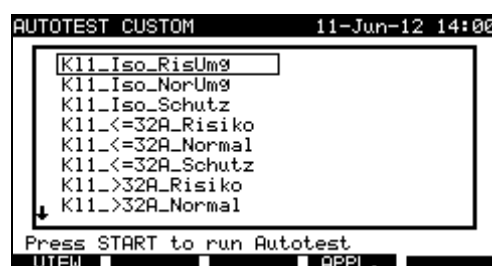 AUTOTEST CUSTOM 11-Jun-12 14:00
Kl1_Iso_RisUmg
Kl1_Iso_NorUmg
Kl1_Iso_Schutz
Kl1_<=32A_Risiko
Kl1_<=32A_Normal
Kl1_<=32A_Schutz
Kl1_>32A_Risiko
Kl1_>32A_Normal
Press START to run Autotest
VIEW APPL.